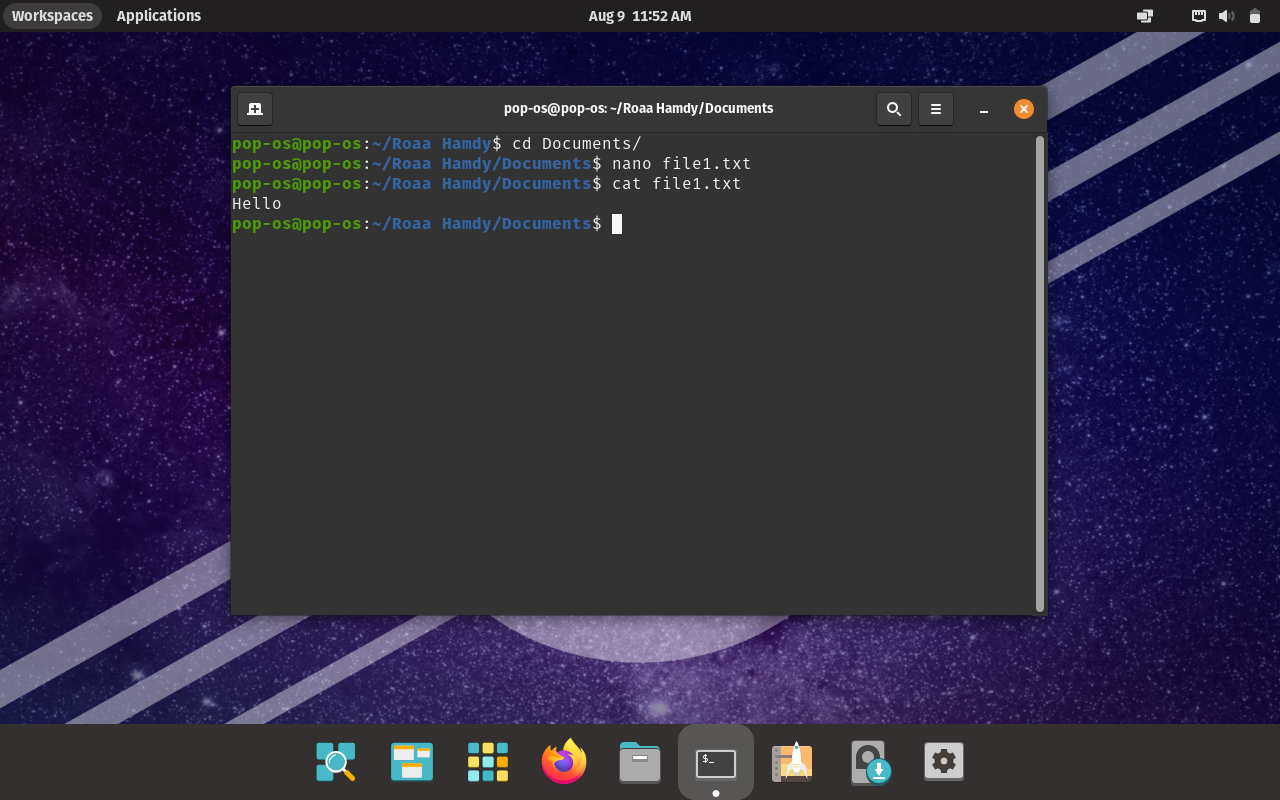 Workspaces Applications Aug 9 11:52 AM
pop-os@pop-os: ~/Roaa Hamdy/Documents
pop-os@pop-os:~/Roaa Hamdy$ cd Documents/
pop-os@pop-os:~/Roaa Hamdy/Documents$ nano file1.txt
pop-os@pop-os:~/Roaa Hamdy/Documents$ cat file1.txt
Hello
pop-os@pop-os:~/Roaa Hamdy/Documents$
$_